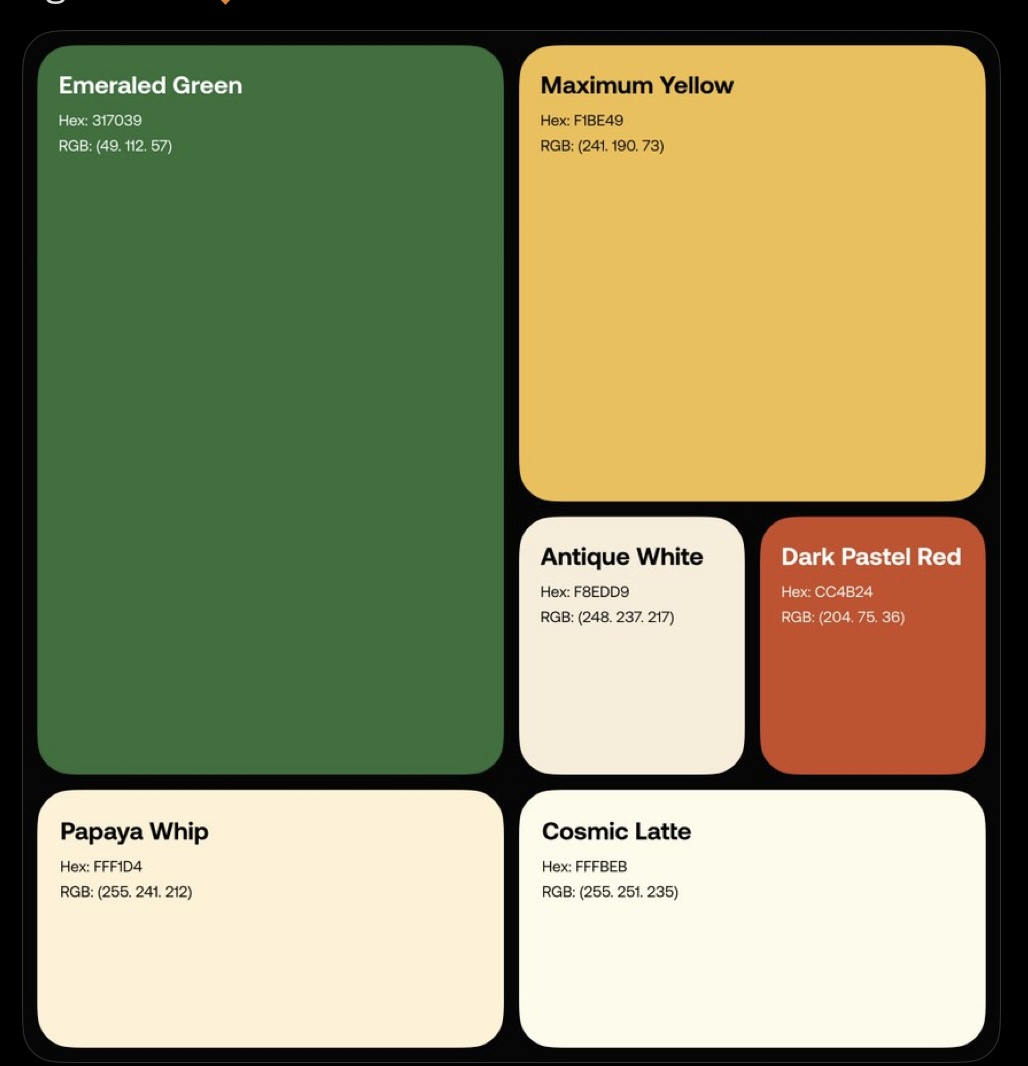 Emeraled Green
Hex: 317039
RGB: (49. 112. 57)
Maximum Yellow
Hex: F1BE49
RGB: (241. 190. 73)
Antique White
Hex: F8EDD9
RGB: (248. 237. 217)
Dark Pastel Red
Hex: CC4B24
RGB: (204. 75. 36)
Papaya Whip
Hex: FFF1D4
RGB: (255. 241. 212)
Cosmic Latte
Hex: FFFBEB
RGB: (255. 251. 235)